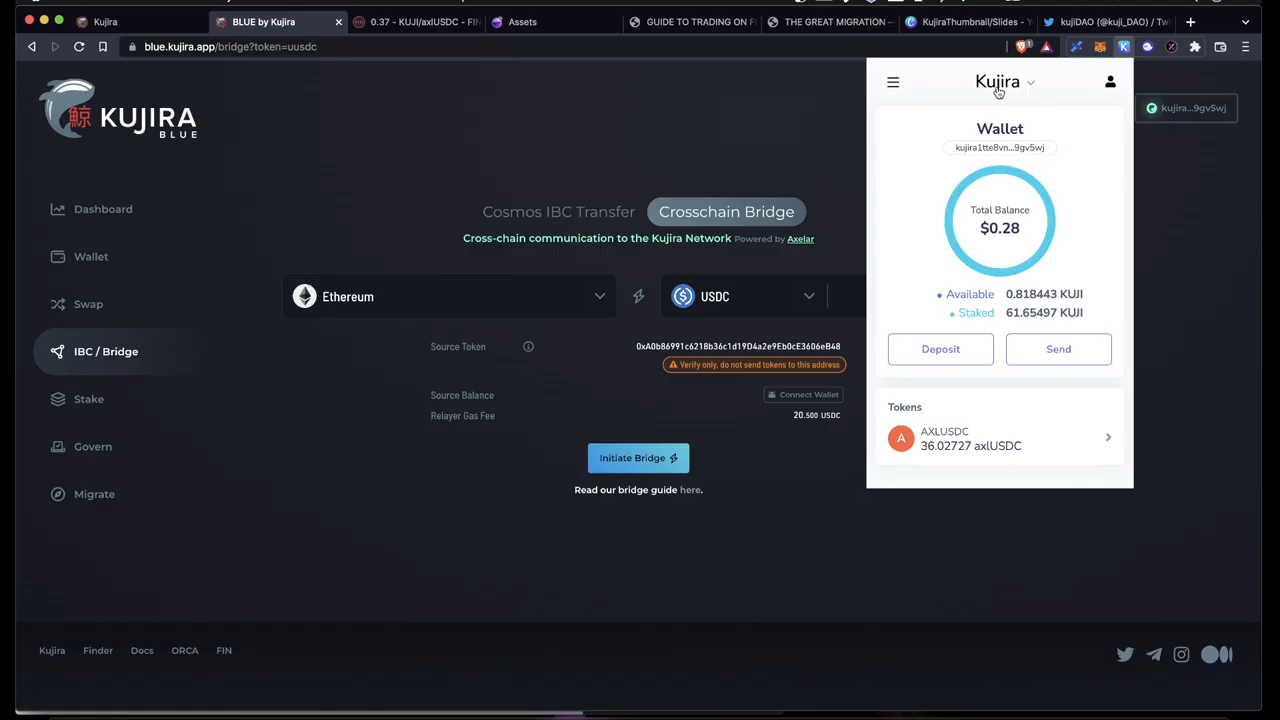 Kujira
BLUE by Kujira
0.37 - KUJI/axlUSDC - FIN
Assets
GUIDE TO TRADING ON F
THE GREAT MIGRATION –
KujiraThumbnail/Slides - Y
kujiDAO (@kuji_DAO) / Tw
blue.kujira.app/bridge?token=uusdc
鯨 KUJIRA
BLUE
Dashboard
Wallet
Swap
IBC / Bridge
Stake
Govern
Migrate
Cosmos IBC Transfer
Crosschain Bridge
Cross-chain communication to the Kujira Network Powered by Axelar
Ethereum
USDC
Source Token
0xA0b86991c6218b36c1d19D4a2e9Eb0cE3606eB48
Verify only, do not send tokens to this address
Source Balance
Connect Wallet
Relayer Gas Fee
20.500 USDC
Initiate Bridge
Read our bridge guide here.
kujira...9gv5wj
Kujira
Wallet
kujira1tte8vn...9gv5wj
Total Balance
$0.28
Available 0.818443 KUJI
Staked 61.65497 KUJI
Deposit
Send
Tokens
A
AXLUSDC
36.02727 axlUSDC
Kujira
Finder
Docs
ORCA
FIN